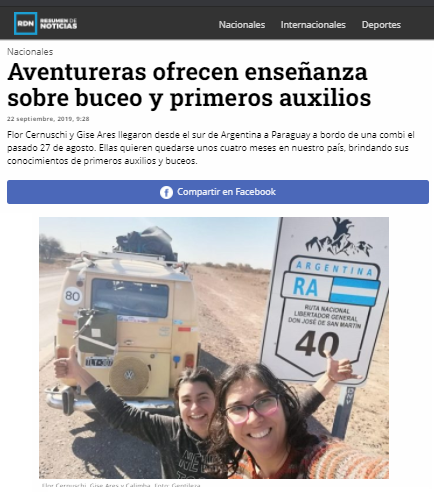 RDN RESUMEN DE
NOTICIAS
Nacionales Internacionales Deportes
Nacionales
Aventureras ofrecen enseñanza
sobre buceo y primeros auxilios
22 septiembre, 2019, 9:28
Flor Cernuschi y Gise Ares llegaron desde el sur de Argentina a Paraguay a bordo de una combi el
pasado 27 de agosto. Ellas quieren quedarse unos cuatro meses en nuestro país, brindando sus
conocimientos de primeros auxilios y buceos.
Compartir en Facebook
80
ARGENTINA
RA
RUTA NACIONAL
LIBERTADOR GENERAL
DON JOSÉ DE SAN MARTIN
40
Flor Cernuschi, Gise Ares y Catimba. Foto: Gentileza